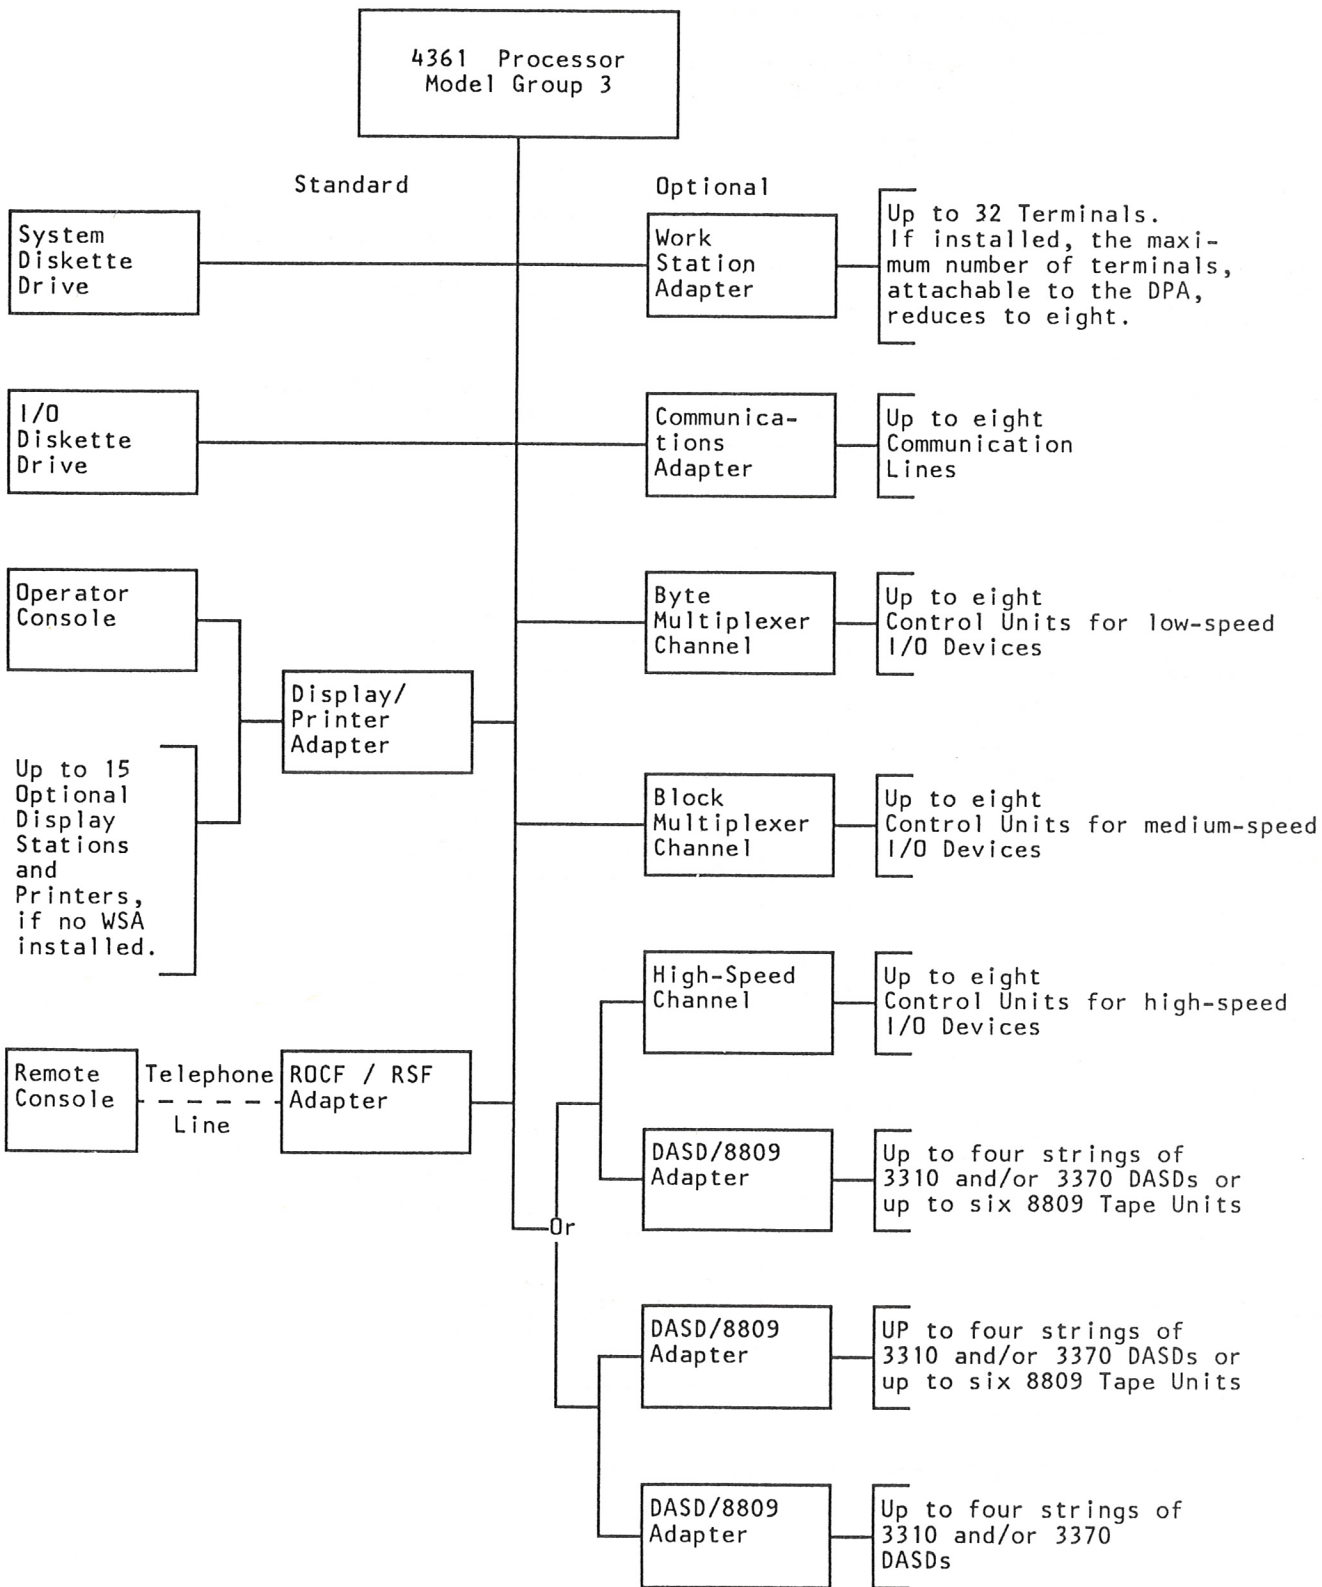 4361 Processor
Model Group 3
Standard
Optional
System
Diskette
Drive
Work
Station
Adapter
Up to 32 Terminals.
If installed, the maxi-
mum number of terminals,
attachable to the DPA,
reduces to eight.
I/O
Diskette
Drive
Communica-
tions
Adapter
Up to eight
Communication
Lines
Operator
Console
Byte
Multiplexer
Channel
Up to eight
Control Units for low-speed
I/O Devices
Display/
Printer
Adapter
Up to 15
Optional
Display
Stations
and
Printers,
if no WSA
installed.
Block
Multiplexer
Channel
Up to eight
Control Units for medium-speed
I/O Devices
High-Speed
Channel
Up to eight
Control Units for high-speed
I/O Devices
Remote
Console
Telephone
Line
ROCF / RSF
Adapter
DASD/8809
Adapter
Up to four strings of
3310 and/or 3370 DASDs or
up to six 8809 Tape Units
Or
DASD/8809
Adapter
UP to four strings of
3310 and/or 3370 DASDs or
up to six 8809 Tape Units
DASD/8809
Adapter
Up to four strings of
3310 and/or 3370
DASDs